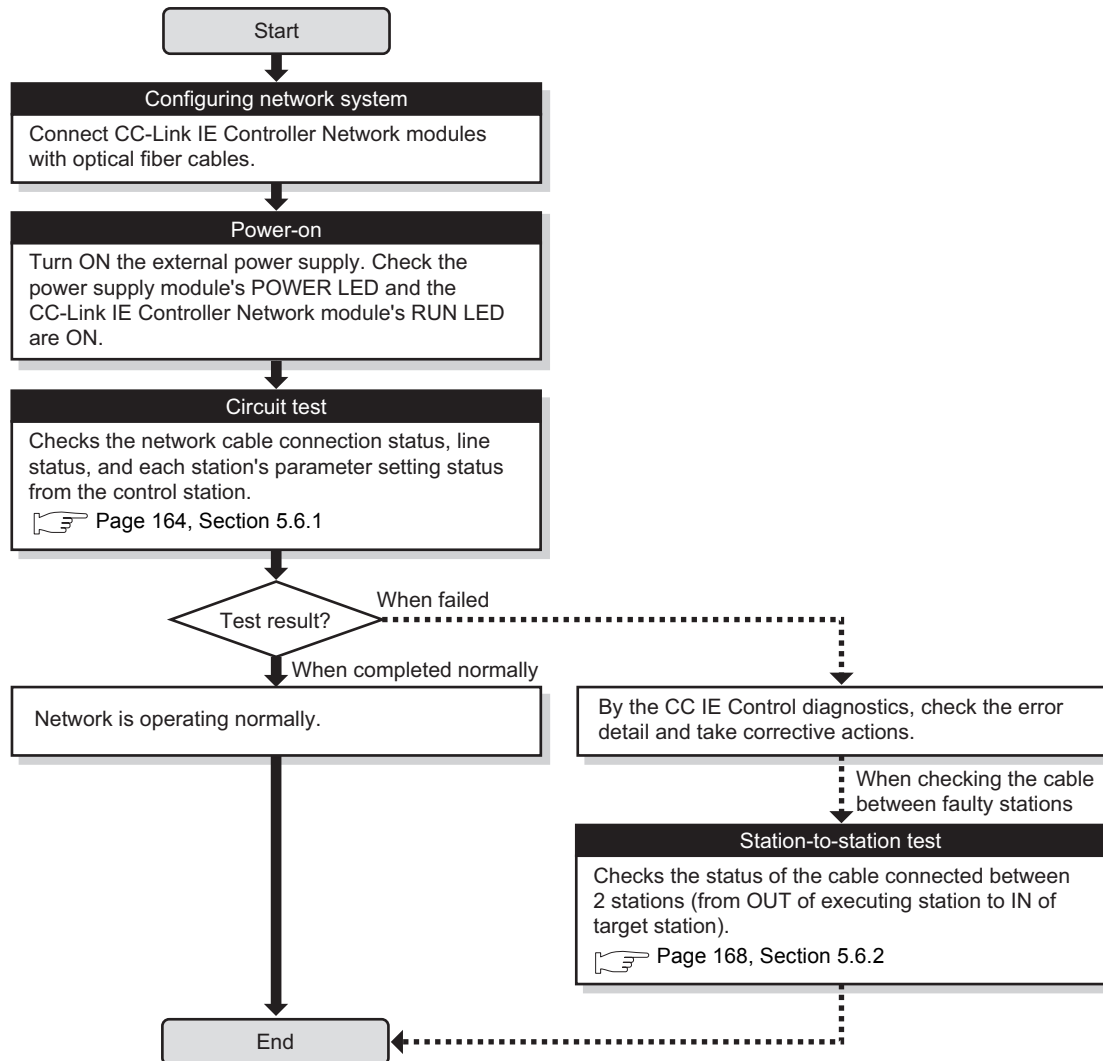 Start
Configuring network system
Connect CC-Link IE Controller Network modules
with optical fiber cables.
Power-on
Turn ON the external power supply. Check the
power supply module's POWER LED and the
CC-Link IE Controller Network module's RUN LED
are ON.
Circuit test
Checks the network cable connection status, line
status, and each station's parameter setting status
from the control station.
Page 164, Section 5.6.1
Test result?
When failed
When completed normally
Network is operating normally.
By the CC IE Control diagnostics, check the error
detail and take corrective actions.
When checking the cable
between faulty stations
Station-to-station test
Checks the status of the cable connected between
2 stations (from OUT of executing station to IN of
target station).
Page 168, Section 5.6.2
End